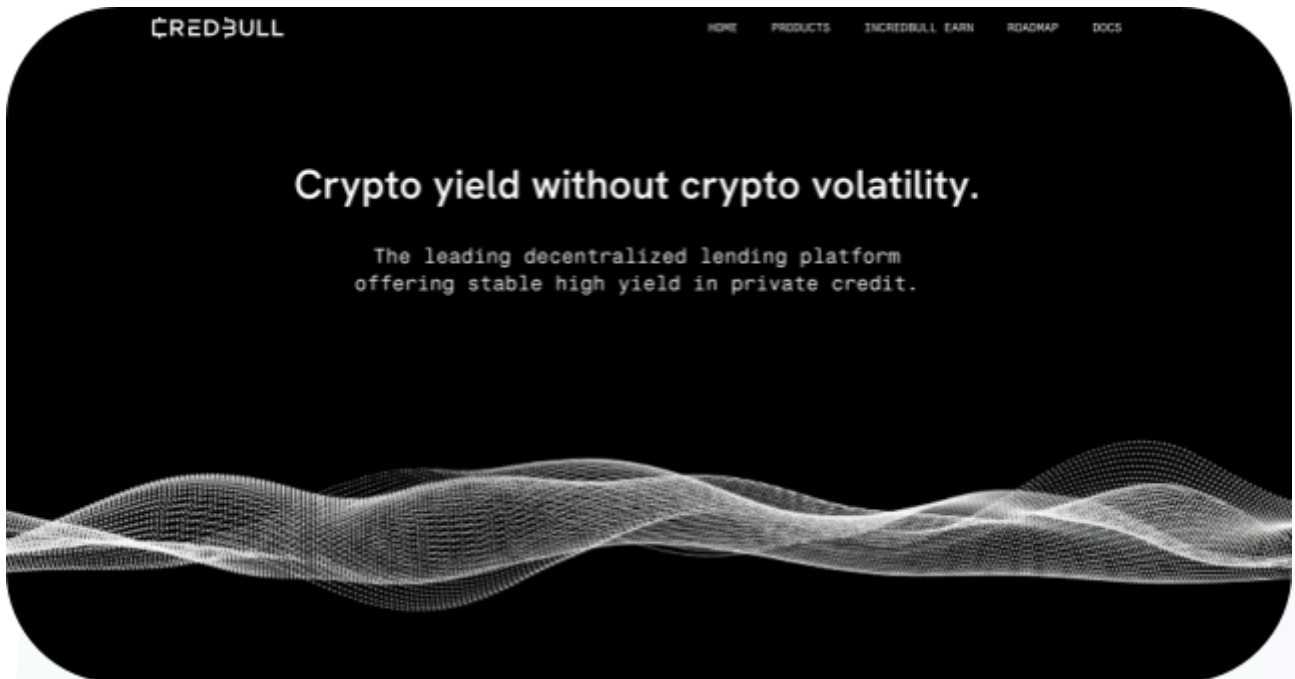 CREDBULL
HOME PRODUCTS INCREDBULL EARN ROADMAP DOCS
Crypto yield without crypto volatility.
The leading decentralized lending platform
offering stable high yield in private credit.